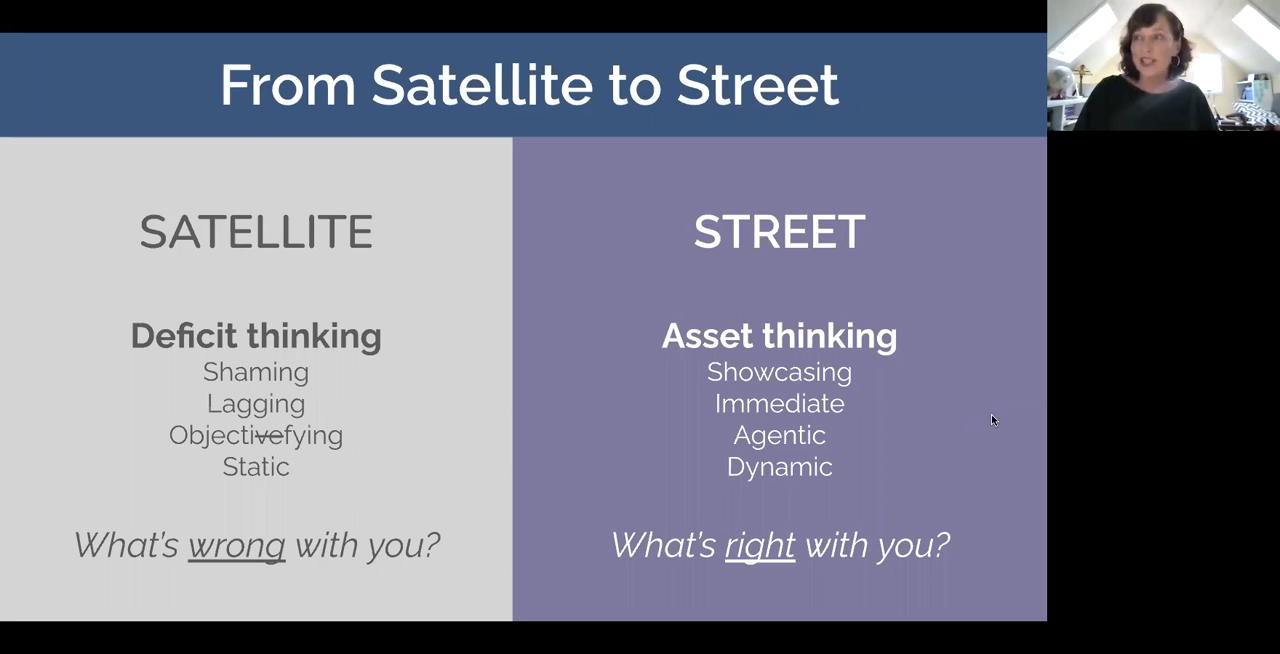 From Satellite to Street
SATELLITE
Deficit thinking
Shaming
Lagging
Objectivefying
Static
What's wrong with you?
STREET
Asset thinking
Showcasing
Immediate
Agentic
Dynamic
What's right with you?